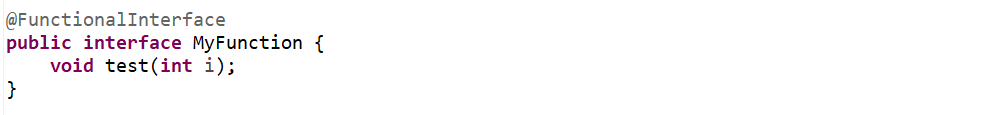 @FunctionalInterface
public interface MyFunction {
    void test(int i);
}